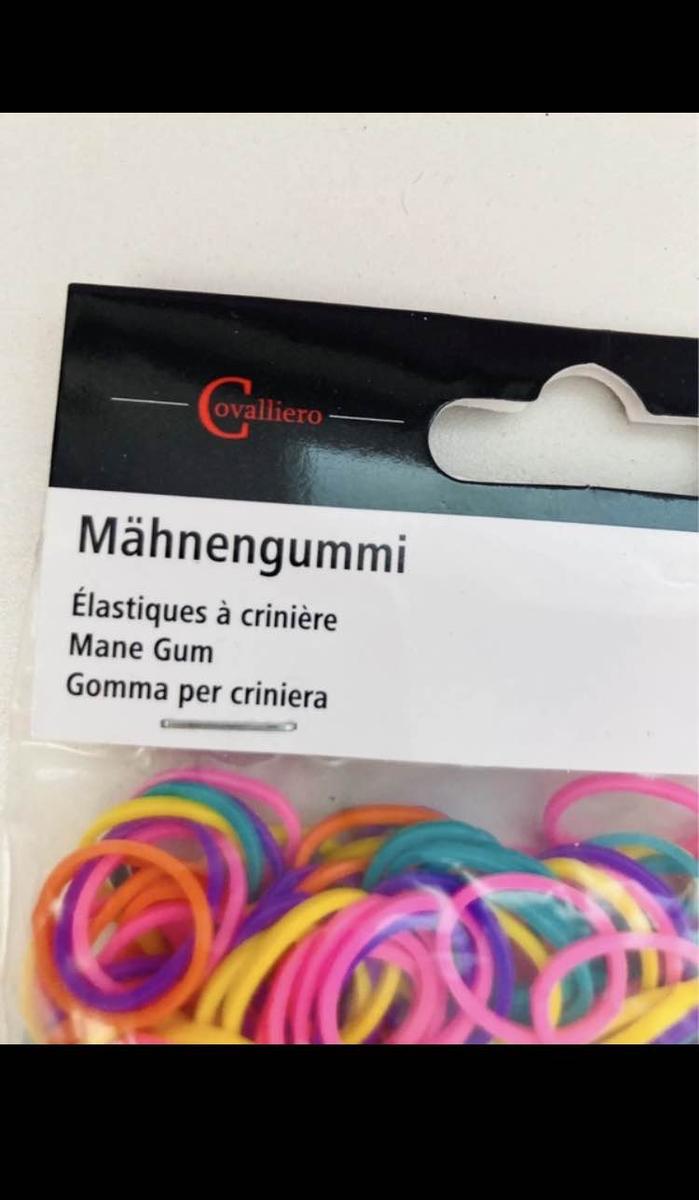 Covalliero
Mähnengummi
Élastiques à crinière
Mane Gum
Gomma per criniera